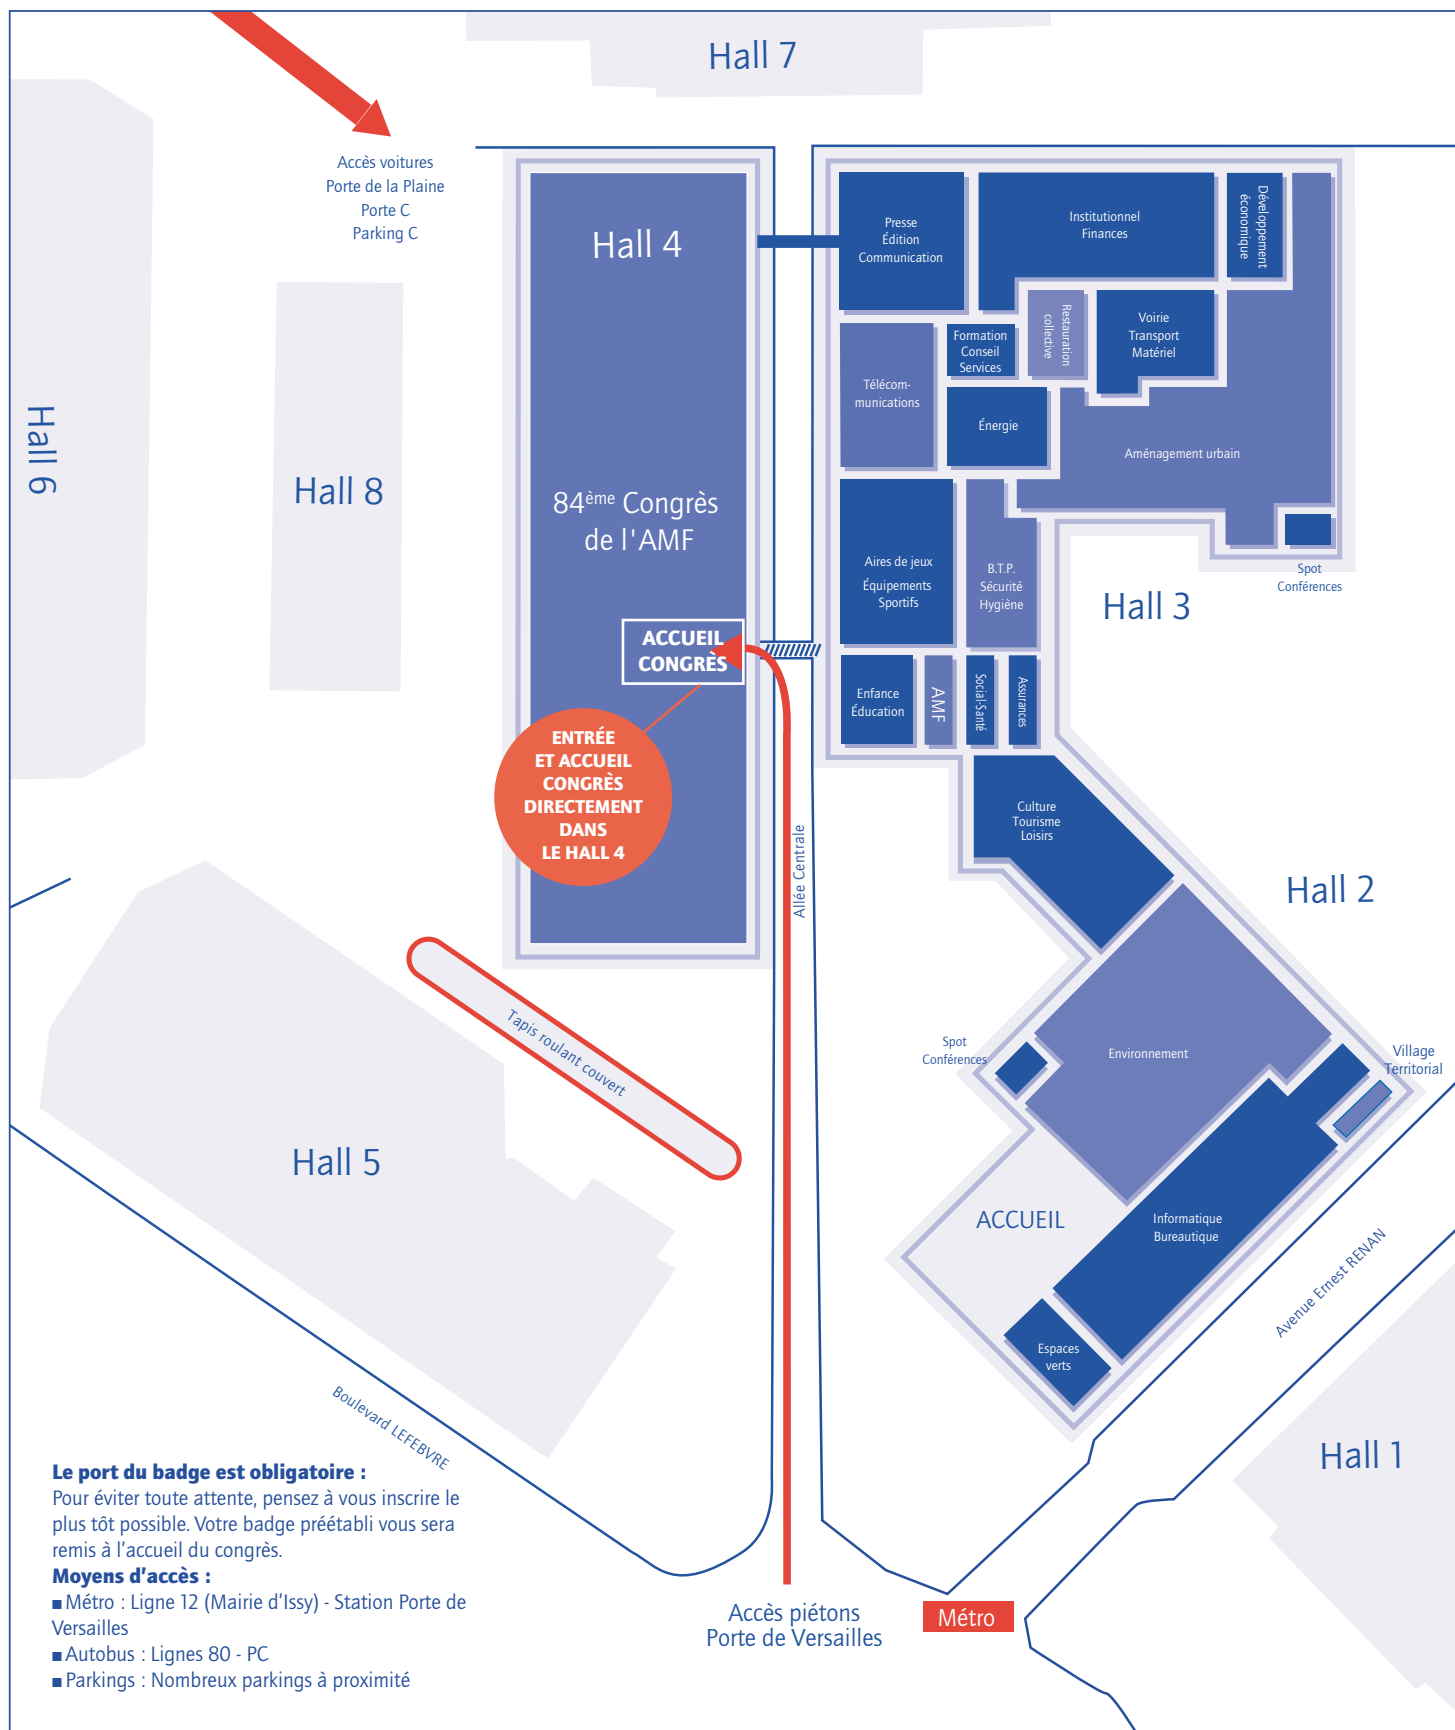 Hall 7
Accès voitures
Porte de la Plaine
Porte C
Parking C
Hall 4
Presse
Édition
Communication
Institutionnel
Finances
Développement
économique
Restauration
collective
Voirie
Transport
Matériel
Formation
Conseil
Services
Télécom-
munications
Énergie
Aménagement urbain
Hall 6
Hall 8
84ème Congrès
de l'AMF
Aires de jeux
Équipements
Sportifs
B.T.P.
Sécurité
Hygiène
Spot
Conférences
Hall 3
ACCUEIL
CONGRÈS
Enfance
Éducation
AMF
Social-Santé
Assurances
ENTRÉE
ET ACCUEIL
CONGRÈS
DIRECTEMENT
DANS
LE HALL 4
Allée Centrale
Culture
Tourisme
Loisirs
Hall 2
Tapis roulant couvert
Spot
Conférences
Environnement
Village
Territorial
Hall 5
ACCUEIL
Informatique
Bureautique
Avenue Ernest RENAN
Espaces
verts
Boulevard LEFEBVRE
Hall 1
Le port du badge est obligatoire :
Pour éviter toute attente, pensez à vous inscrire le
plus tôt possible. Votre badge préétabli vous sera
remis à l'accueil du congrès.
Moyens d'accès :
■ Métro : Ligne 12 (Mairie d'Issy) - Station Porte de
Versailles
■ Autobus : Lignes 80 - PC
■ Parkings : Nombreux parkings à proximité
Accès piétons
Porte de Versailles
Métro